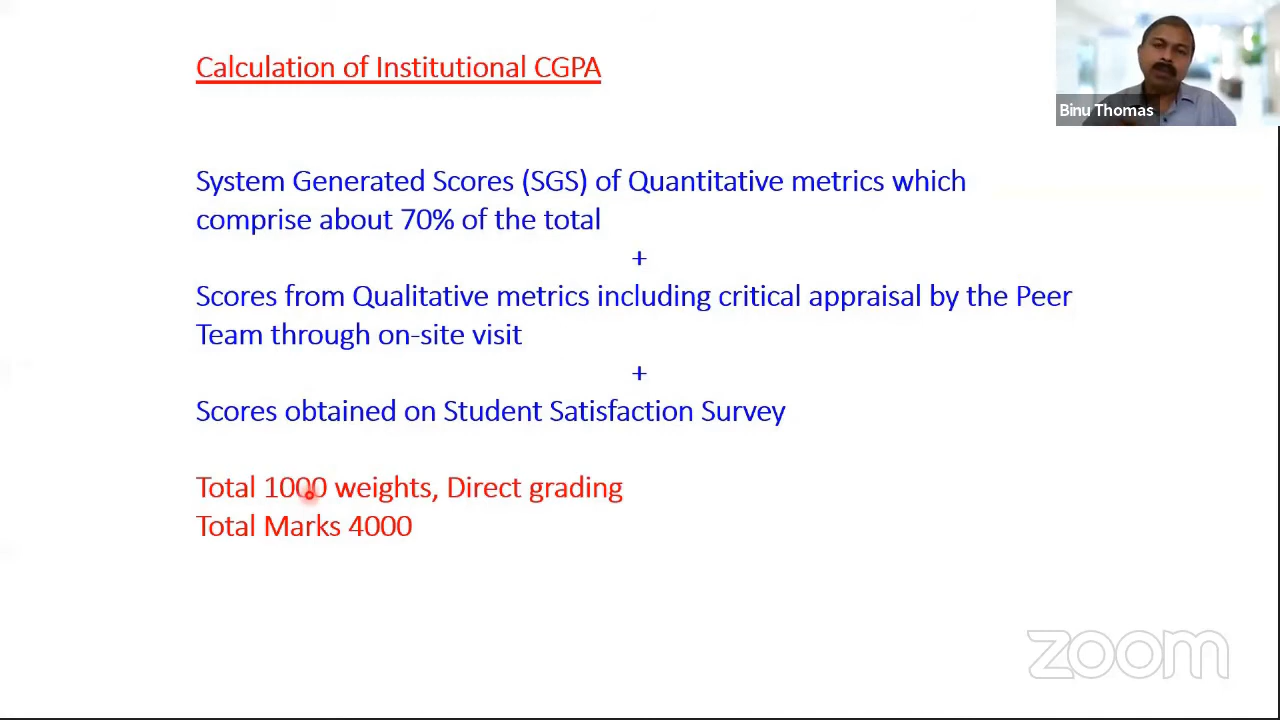 Calculation of Institutional CGPA
Binu Thomas
System Generated Scores (SGS) of Quantitative metrics which
comprise about 70% of the total
+
Scores from Qualitative metrics including critical appraisal by the Peer
Team through on-site visit
+
Scores obtained on Student Satisfaction Survey
Total 1000 weights, Direct grading
Total Marks 4000
zoom